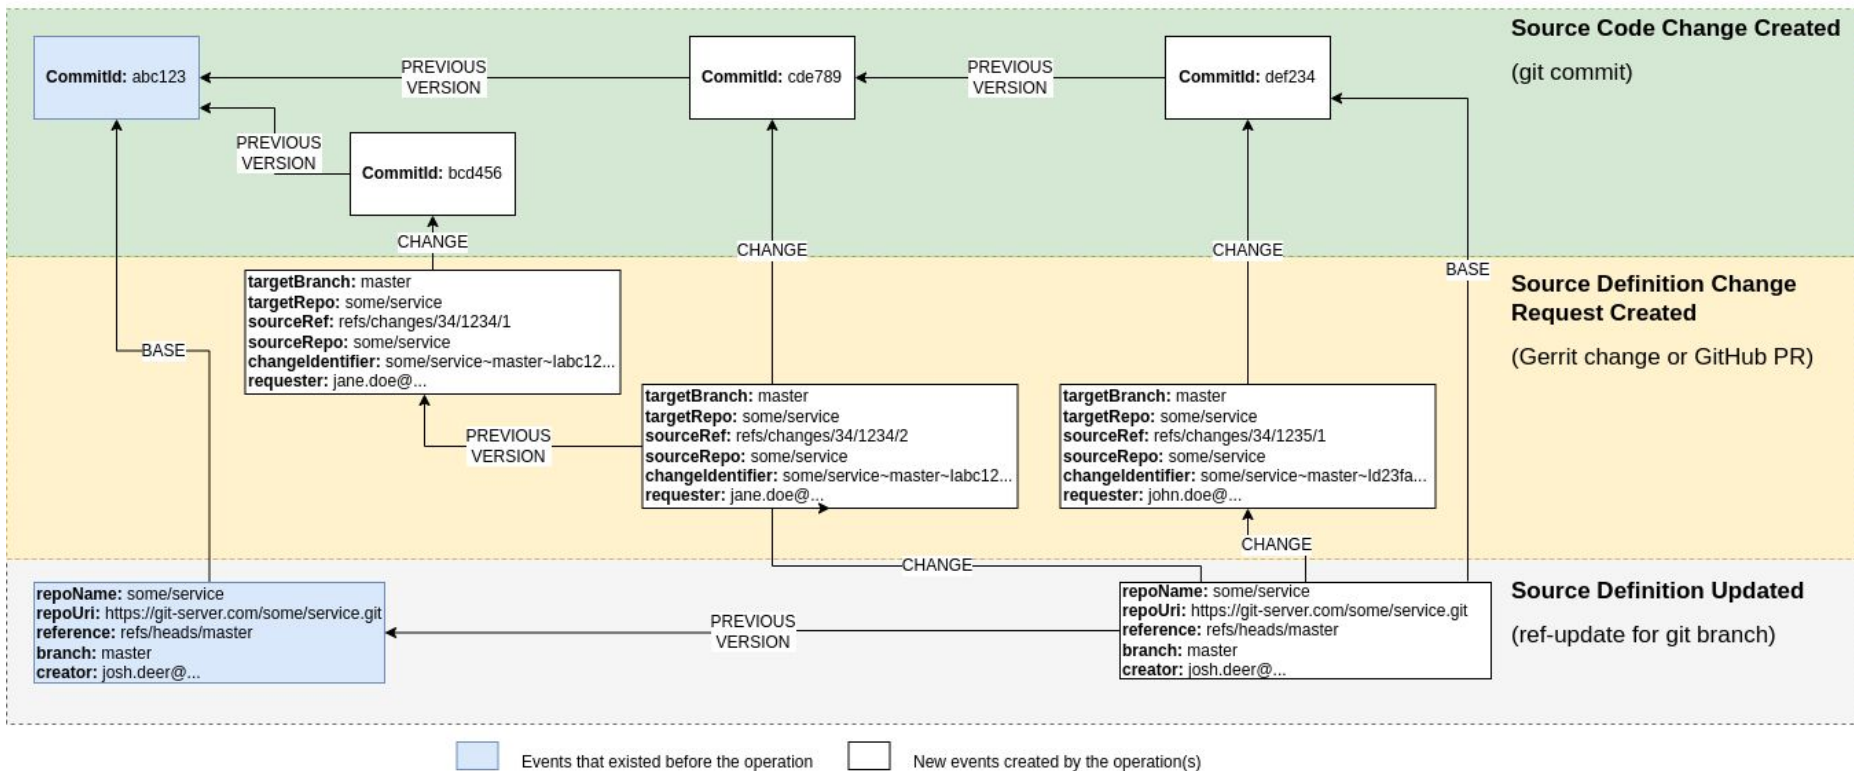 Source Code Change Created
(git commit)
CommitId: abc123
PREVIOUS
VERSION
CommitId: cde789
PREVIOUS
VERSION
CommitId: def234
PREVIOUS
VERSION
CommitId: bcd456
CHANGE
CHANGE
CHANGE
BASE
Source Definition Change
Request Created
(Gerrit change or GitHub PR)
targetBranch: master
targetRepo: some/service
sourceRef: refs/changes/34/1234/1
sourceRepo: some/service
changeIdentifier: some/service~master~Iabc12...
requester: jane.doe@...
BASE
targetBranch: master
targetRepo: some/service
sourceRef: refs/changes/34/1234/2
sourceRepo: some/service
changeIdentifier: some/service~master~Iabc12...
requester: jane.doe@...
targetBranch: master
targetRepo: some/service
sourceRef: refs/changes/34/1235/1
sourceRepo: some/service
changeIdentifier: some/service~master~Id23fa...
requester: john.doe@...
PREVIOUS
VERSION
CHANGE
CHANGE
Source Definition Updated
(ref-update for git branch)
repoName: some/service
repoUri: https://git-server.com/some/service.git
reference: refs/heads/master
branch: master
creator: josh.deer@...
PREVIOUS
VERSION
repoName: some/service
repoUri: https://git-server.com/some/service.git
reference: refs/heads/master
branch: master
creator: josh.deer@...
Events that existed before the operation
New events created by the operation(s)